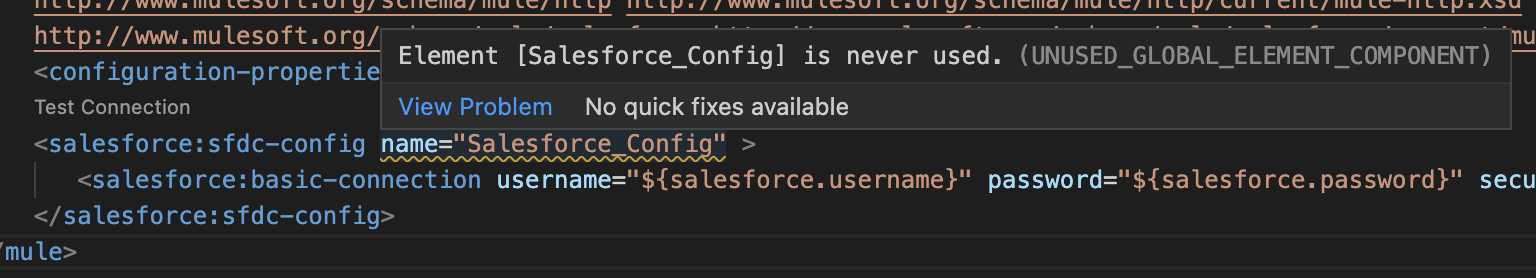 http://www.mulesoft.org/schema/mule/http http://www.mulesoft.org/schema/mule/http/current/mule-http.xsd
http://www.mulesoft.org/
Element [Salesforce_Config] is never used. (UNUSED_GLOBAL_ELEMENT_COMPONENT)
<configuration-propertie
View Problem No quick fixes available
Test Connection
<salesforce:sfdc-config name="Salesforce_Config" >
<salesforce:basic-connection username="${salesforce.username}" password="${salesforce.password}" secu
</salesforce:sfdc-config>
/mule>